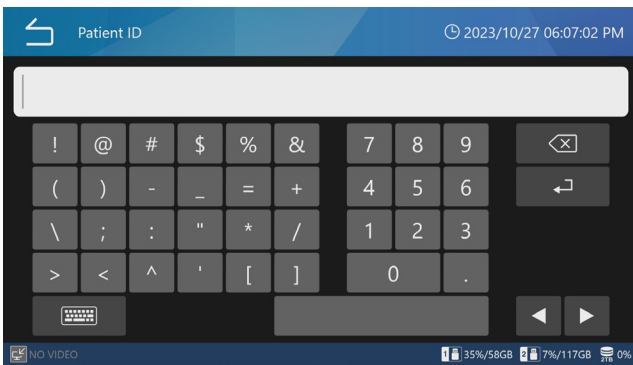 Patient ID
2023/10/27 06:07:02 PM
! @ # $ % & 7 8 9
( ) - _ = + 4 5 6
\ ; : " * / 1 2 3
> < ^ ' [ ] 0 .
NO VIDEO 1 35%/58GB 2 7%/117GB 2TB 0%